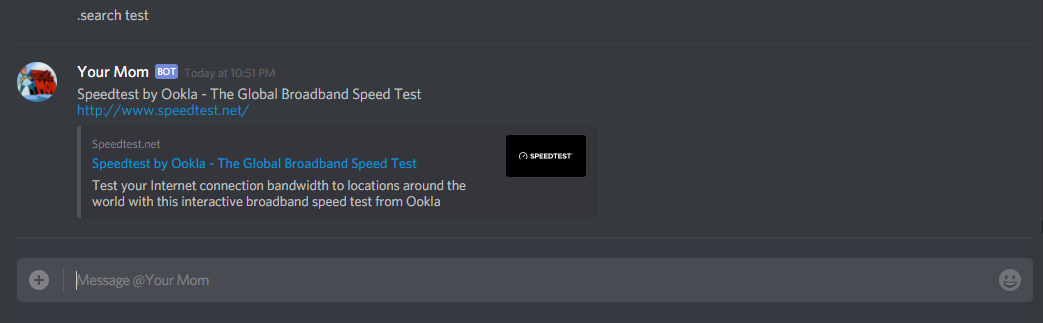 .search test
Your Mom BOT Today at 10:51 PM
Speedtest by Ookla - The Global Broadband Speed Test
http://www.speedtest.net/
Speedtest.net
Speedtest by Ookla - The Global Broadband Speed Test
SPEEDTEST
Test your Internet connection bandwidth to locations around the
world with this interactive broadband speed test from Ookla
Message @Your Mom